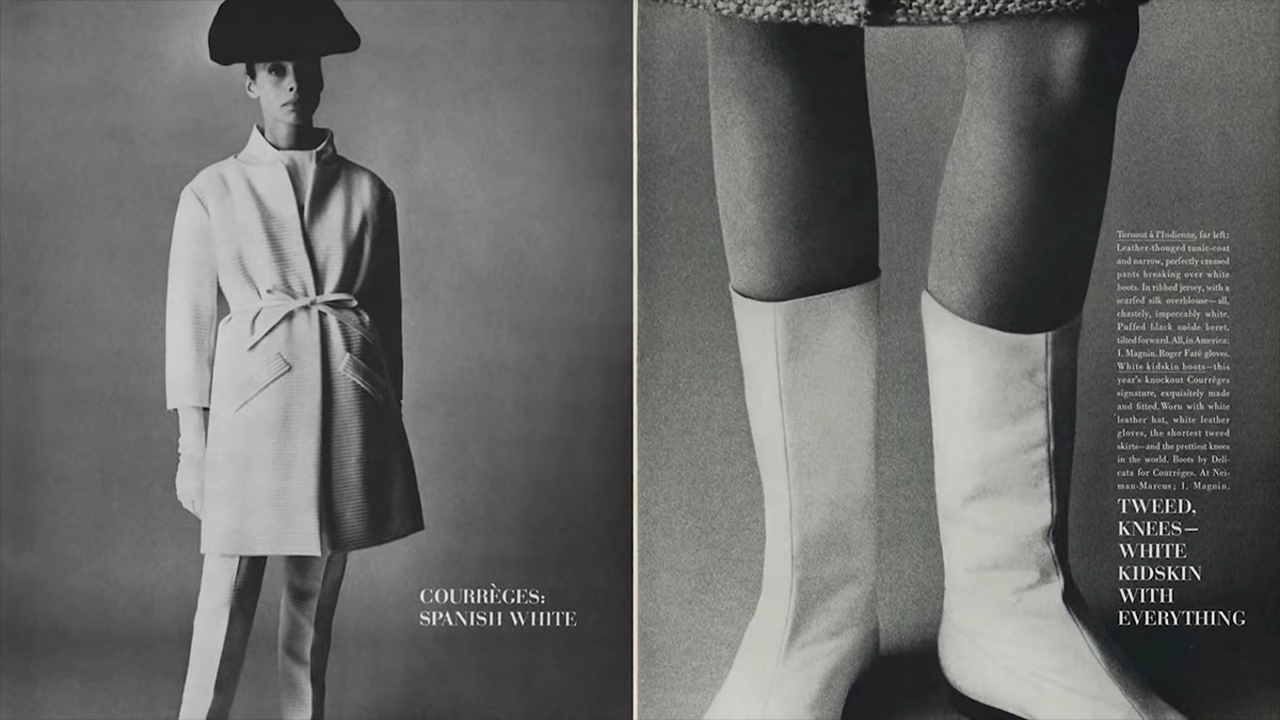 COURRÈGES:
SPANISH WHITE
Turnout à l'Indienne, far left:
Leather-thonged tunic-coat
and narrow, perfectly creased
pants breaking over white
boots. In ribbed jersey, with a
scarfed silk overblouse—all,
chastely, impeccably white.
Puffed black suède beret,
tilted forward. All, in America:
I. Magnin. Roger Faré gloves.
White kidskin boots—this
year's knockout Courrèges
signature, exquisitely made
and fitted. Worn with white
leather hat, white leather
gloves, the shortest tweed
skirts—and the prettiest knees
in the world. Boots by Deli-
cata for Courrèges. At Nei-
man-Marcus; I. Magnin.
TWEED,
KNEES—
WHITE
KIDSKIN
WITH
EVERYTHING